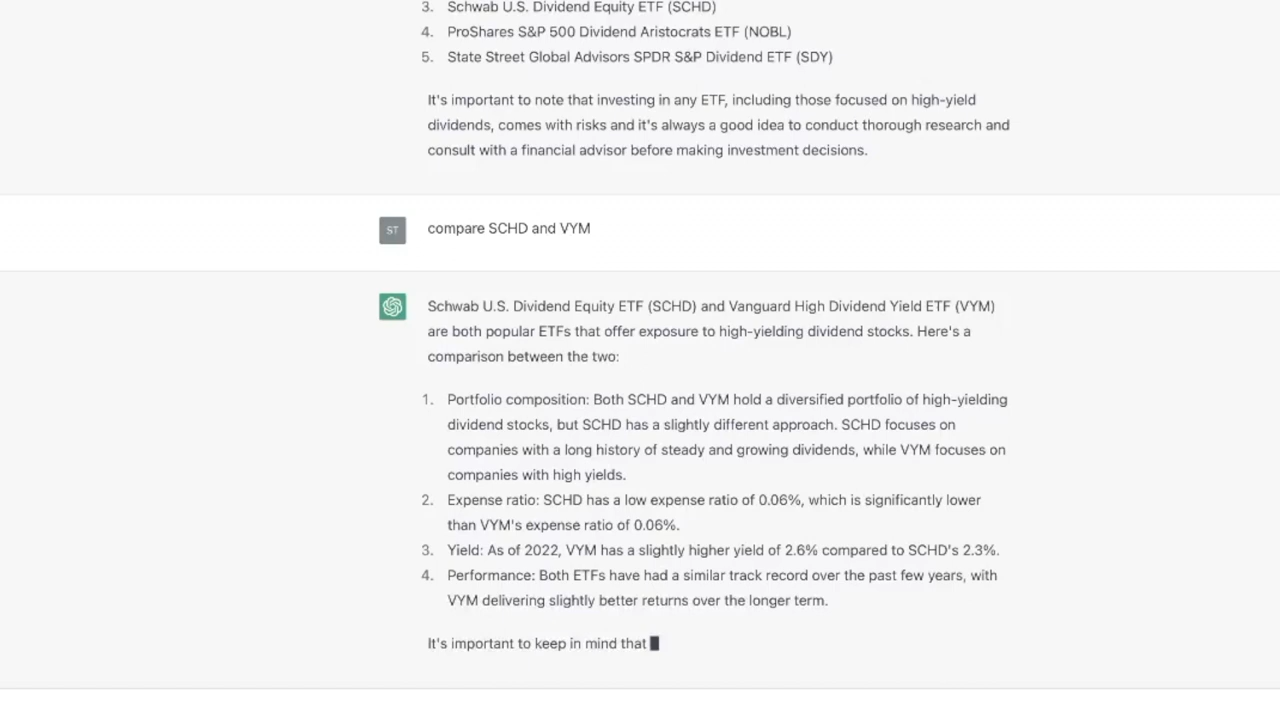 3. Schwab U.S. Dividend Equity ETF (SCHD)
4. ProShares S&P 500 Dividend Aristocrats ETF (NOBL)
5. State Street Global Advisors SPDR S&P Dividend ETF (SDY)
It's important to note that investing in any ETF, including those focused on high-yield
dividends, comes with risks and it's always a good idea to conduct thorough research and
consult with a financial advisor before making investment decisions.
ST compare SCHD and VYM
Schwab U.S. Dividend Equity ETF (SCHD) and Vanguard High Dividend Yield ETF (VYM)
are both popular ETFs that offer exposure to high-yielding dividend stocks. Here's a
comparison between the two:
1. Portfolio composition: Both SCHD and VYM hold a diversified portfolio of high-yielding
dividend stocks, but SCHD has a slightly different approach. SCHD focuses on
companies with a long history of steady and growing dividends, while VYM focuses on
companies with high yields.
2. Expense ratio: SCHD has a low expense ratio of 0.06%, which is significantly lower
than VYM's expense ratio of 0.06%.
3. Yield: As of 2022, VYM has a slightly higher yield of 2.6% compared to SCHD's 2.3%.
4. Performance: Both ETFs have had a similar track record over the past few years, with
VYM delivering slightly better returns over the longer term.
It's important to keep in mind that